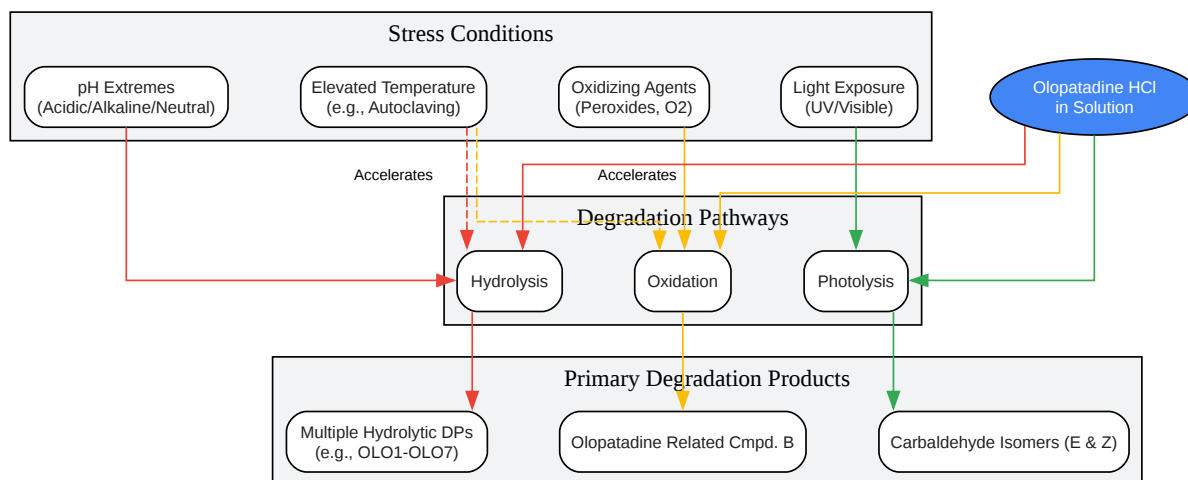 Stress Conditions
pH Extremes
(Acidic/Alkaline/Neutral)
Elevated Temperature
(e.g., Autoclaving)
Oxidizing Agents
(Peroxides, O2)
Light Exposure
(UV/Visible)
Olopatadine HCl
in Solution
Accelerates
Accelerates
Degradation Pathways
Hydrolysis
Oxidation
Photolysis
Primary Degradation Products
Multiple Hydrolytic DPs
(e.g., OLO1-OLO7)
Olopatadine Related Cmpd. B
Carbaldehyde Isomers (E & Z)